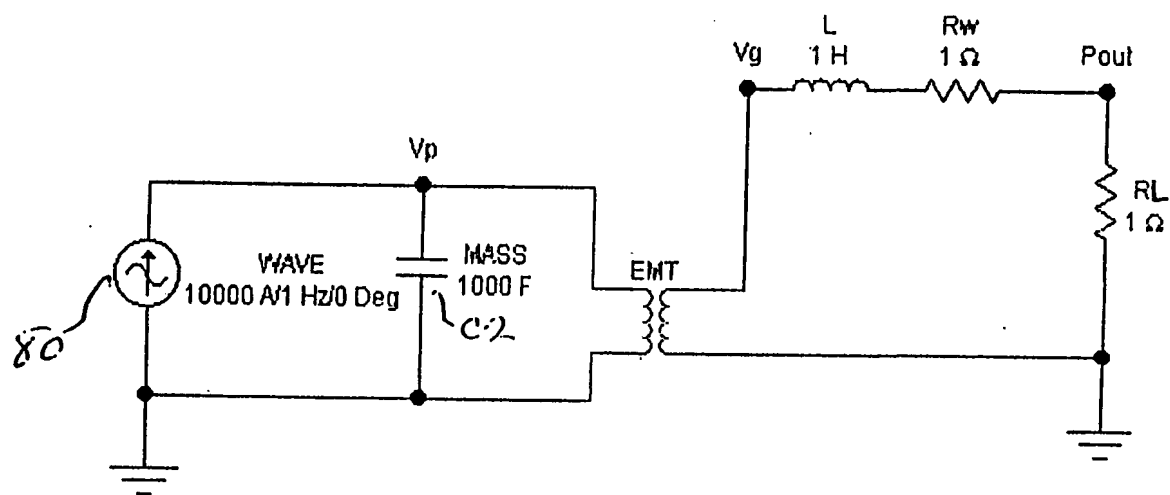 L
1 H
Rw
1 Ω
Vg
Pout
Vp
RL
1 Ω
WAVE
10000 A/1 Hz/0 Deg
MASS
1000 F
EMT
80
C-2